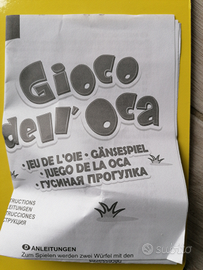 Gioco
dell'Oca
• JEU DE L'OIE • GÄNSESPIEL
• JUEGO DE LA OCA
• ГУСИНАЯ ПРОГУЛКА
D ANLEITUNGEN
Zum Spielen werden zwei Würfel mit den
SUBITO